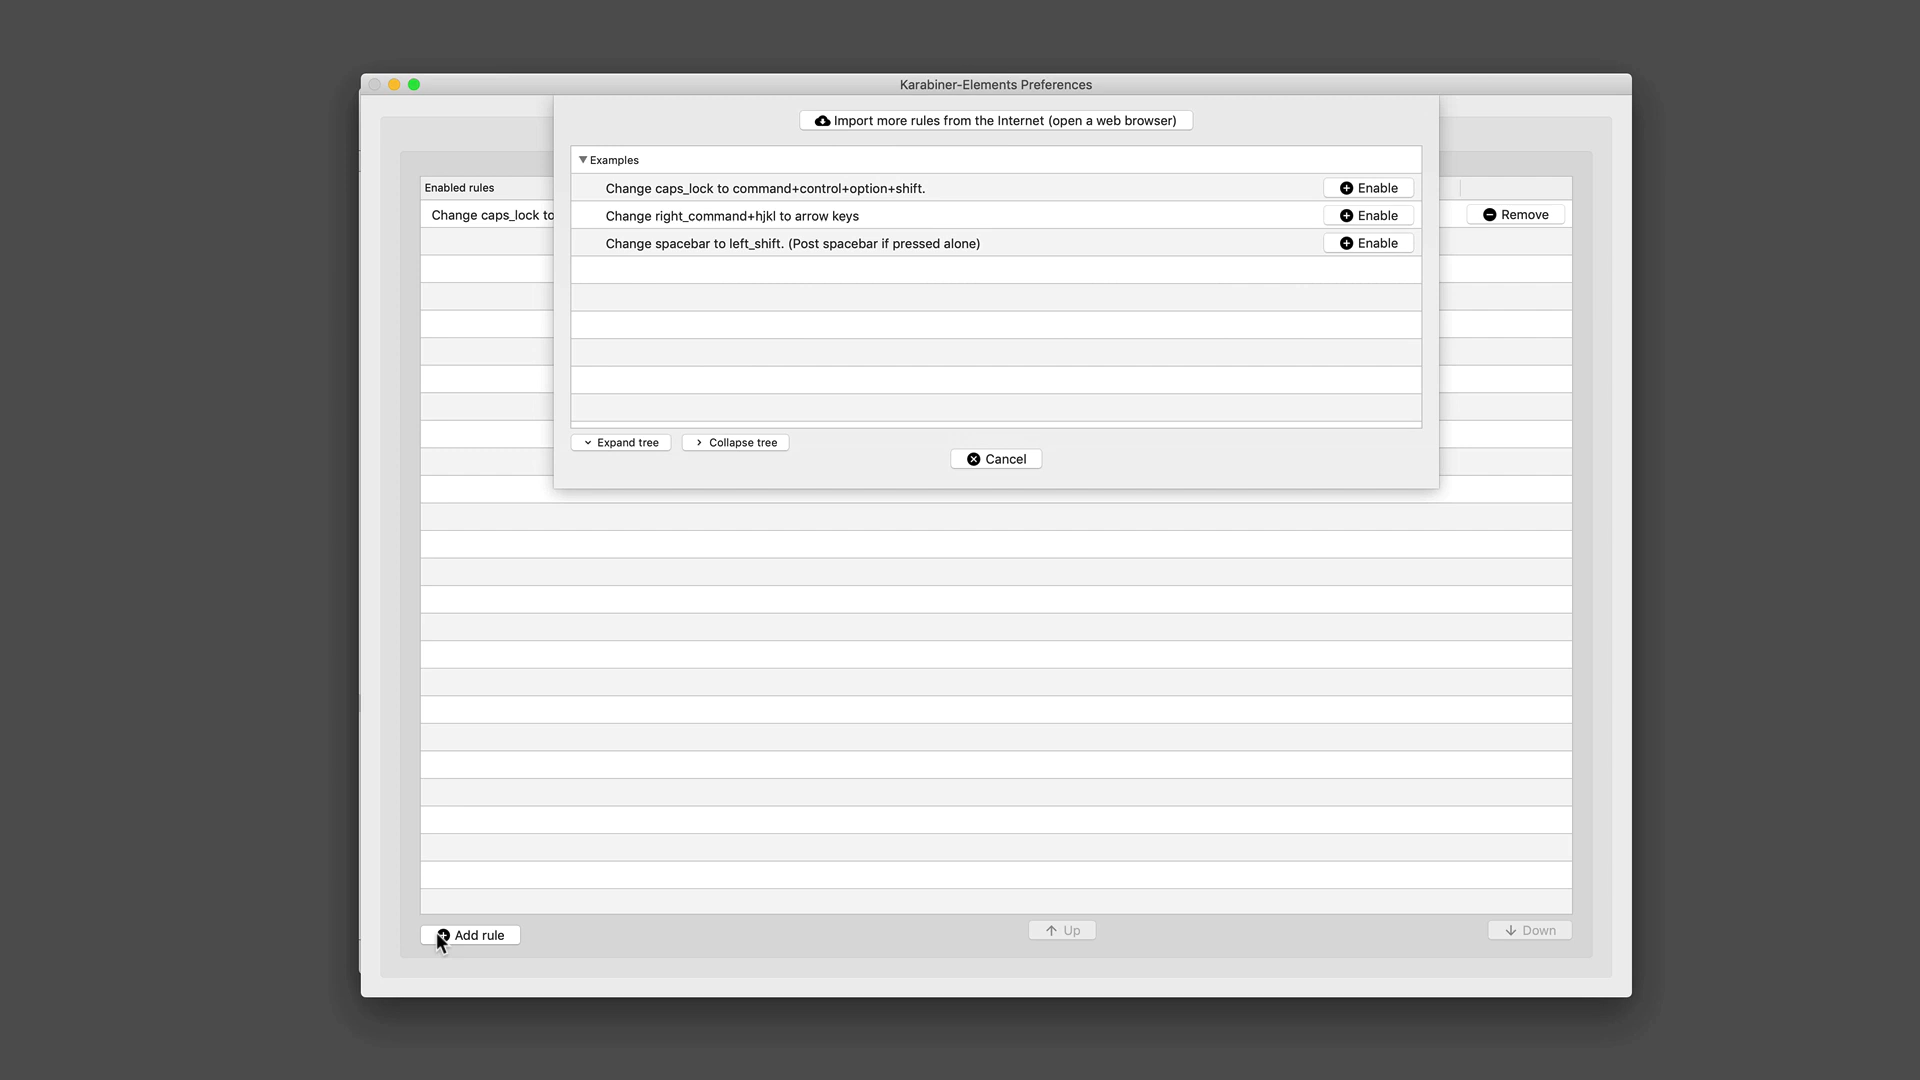 Karabiner-Elements Preferences
Import more rules from the Internet (open a web browser)
Examples
Change caps_lock to command+control+option+shift.
Enable
Change right_command+hjkl to arrow keys
Enable
Change spacebar to left_shift. (Post spacebar if pressed alone)
Enable
Expand tree
Collapse tree
Cancel
Enabled rules
Change caps_lock to
Remove
Add rule
Up
Down